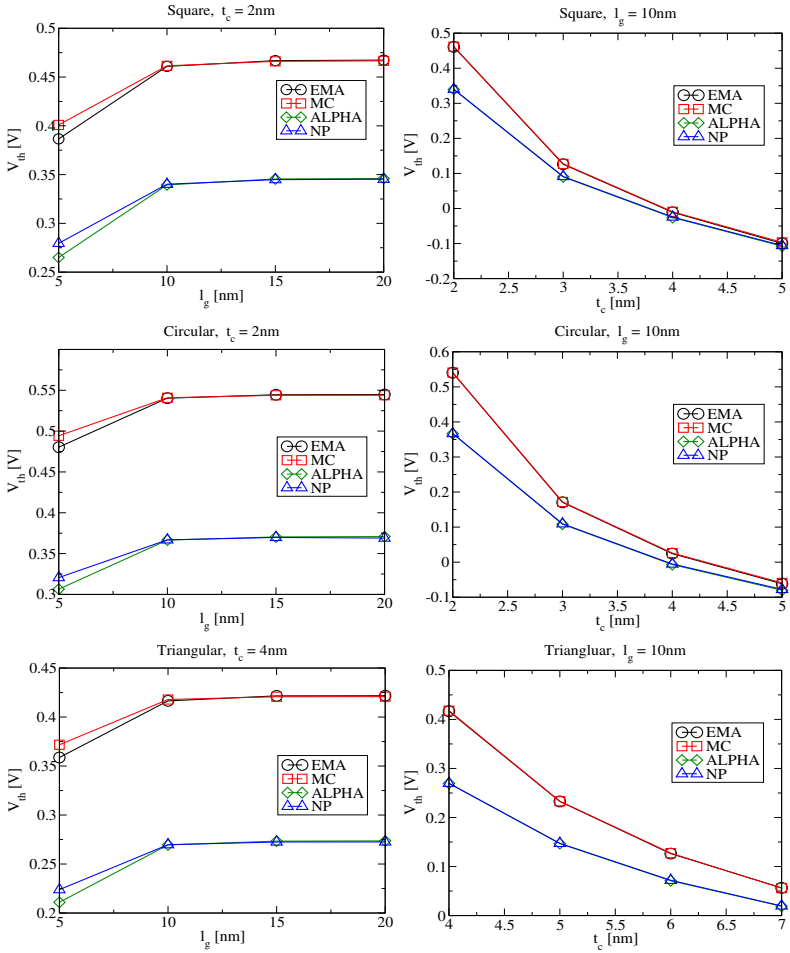 Square, t_c = 2nm
0.5
0.45
0.4
0.35
0.3
0.25
V_th [V]
5
10
15
20
l_g [nm]
EMA
MC
ALPHA
NP
Square, l_g = 10nm
0.5
0.4
0.3
0.2
0.1
0
-0.1
-0.2
V_th [V]
2
2.5
3
3.5
4
4.5
5
t_c [nm]
EMA
MC
ALPHA
NP
Circular, t_c = 2nm
0.55
0.5
0.45
0.4
0.35
0.3
V_th [V]
5
10
15
20
l_g [nm]
EMA
MC
ALPHA
NP
Circular, l_g = 10nm
0.6
0.5
0.4
0.3
0.2
0.1
0
-0.1
V_th [V]
2
2.5
3
3.5
4
4.5
5
t_c [nm]
EMA
MC
ALPHA
NP
Triangular, t_c = 4nm
0.45
0.4
0.35
0.3
0.25
0.2
V_th [V]
5
10
15
20
l_g [nm]
EMA
MC
ALPHA
NP
Triangluar, l_g = 10nm
0.5
0.4
0.3
0.2
0.1
0
V_th [V]
4
4.5
5
5.5
6
6.5
7
t_c [nm]
EMA
MC
ALPHA
NP